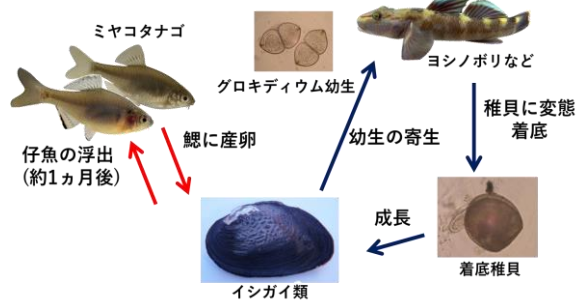 ミヤコタナゴ
グロキディウム幼生
ヨシノボリなど
鰓に産卵
幼生の寄生
稚貝に変態
着底
仔魚の浮出
(約1ヵ月後)
成長
着底稚貝
イシガイ類